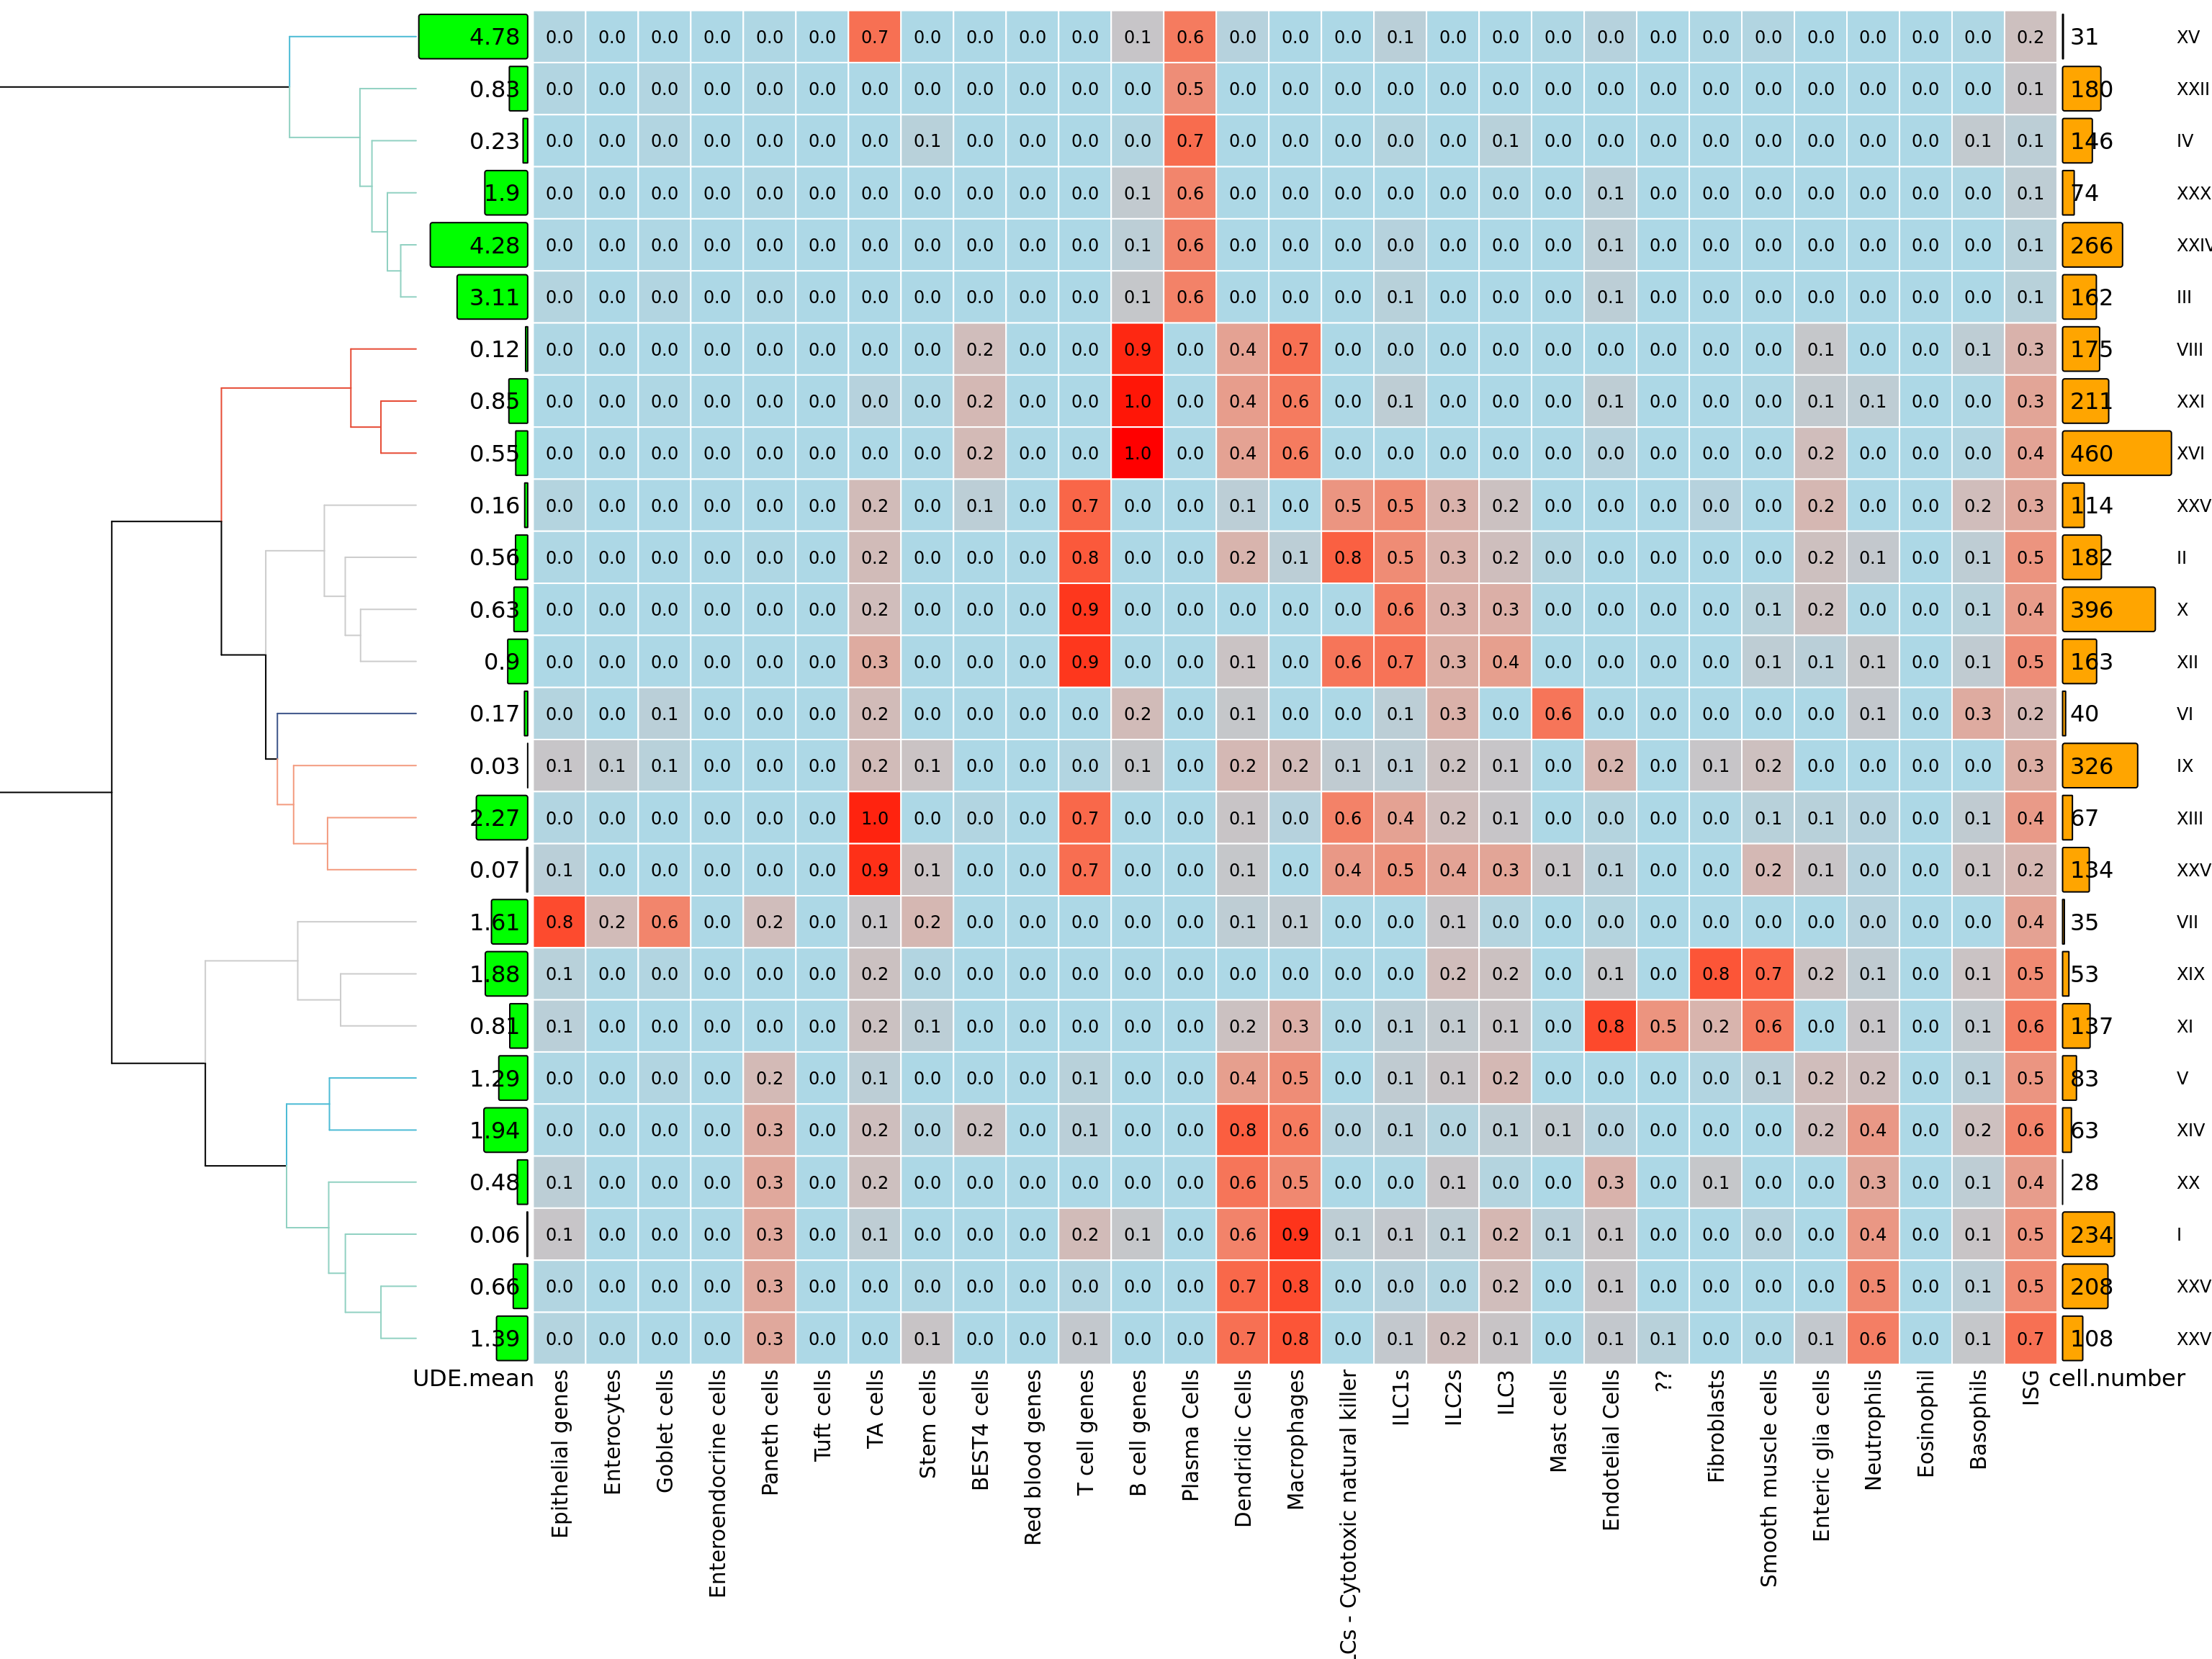 4.78 0.0 0.0 0.0 0.0 0.0 0.0 0.7 0.0 0.0 0.0 0.0 0.1 0.6 0.0 0.0 0.0 0.1 0.0 0.0 0.0 0.0 0.0 0.0 0.0 0.0 0.0 0.0 0.0 0.2 31 XV
0.83 0.0 0.0 0.0 0.0 0.0 0.0 0.0 0.0 0.0 0.0 0.0 0.0 0.5 0.0 0.0 0.0 0.0 0.0 0.0 0.0 0.0 0.0 0.0 0.0 0.0 0.0 0.0 0.0 0.1 180 XXII
0.23 0.0 0.0 0.0 0.0 0.0 0.0 0.0 0.1 0.0 0.0 0.0 0.0 0.7 0.0 0.0 0.0 0.0 0.0 0.1 0.0 0.0 0.0 0.0 0.0 0.0 0.0 0.0 0.1 0.1 146 IV
1.9 0.0 0.0 0.0 0.0 0.0 0.0 0.0 0.0 0.0 0.0 0.0 0.1 0.6 0.0 0.0 0.0 0.0 0.0 0.0 0.0 0.1 0.0 0.0 0.0 0.0 0.0 0.0 0.0 0.1 74 XXX
4.28 0.0 0.0 0.0 0.0 0.0 0.0 0.0 0.0 0.0 0.0 0.0 0.1 0.6 0.0 0.0 0.0 0.0 0.0 0.0 0.0 0.1 0.0 0.0 0.0 0.0 0.0 0.0 0.0 0.1 266 XXIV
3.11 0.0 0.0 0.0 0.0 0.0 0.0 0.0 0.0 0.0 0.0 0.0 0.1 0.6 0.0 0.0 0.0 0.1 0.0 0.0 0.0 0.1 0.0 0.0 0.0 0.0 0.0 0.0 0.0 0.1 162 III
0.12 0.0 0.0 0.0 0.0 0.0 0.0 0.0 0.0 0.2 0.0 0.0 0.9 0.0 0.4 0.7 0.0 0.0 0.0 0.0 0.0 0.0 0.0 0.0 0.0 0.1 0.0 0.0 0.1 0.3 175 VIII
0.85 0.0 0.0 0.0 0.0 0.0 0.0 0.0 0.0 0.2 0.0 0.0 1.0 0.0 0.4 0.6 0.0 0.1 0.0 0.0 0.0 0.1 0.0 0.0 0.0 0.1 0.1 0.0 0.0 0.3 211 XXI
0.55 0.0 0.0 0.0 0.0 0.0 0.0 0.0 0.0 0.2 0.0 0.0 1.0 0.0 0.4 0.6 0.0 0.0 0.0 0.0 0.0 0.0 0.0 0.0 0.0 0.2 0.0 0.0 0.0 0.4 460 XVI
0.16 0.0 0.0 0.0 0.0 0.0 0.0 0.2 0.0 0.1 0.0 0.7 0.0 0.0 0.1 0.0 0.5 0.5 0.3 0.2 0.0 0.0 0.0 0.0 0.0 0.2 0.0 0.0 0.2 0.3 114 XXV
0.56 0.0 0.0 0.0 0.0 0.0 0.0 0.2 0.0 0.0 0.0 0.8 0.0 0.0 0.2 0.1 0.8 0.5 0.3 0.2 0.0 0.0 0.0 0.0 0.0 0.2 0.1 0.0 0.1 0.5 182 II
0.63 0.0 0.0 0.0 0.0 0.0 0.0 0.2 0.0 0.0 0.0 0.9 0.0 0.0 0.0 0.0 0.0 0.6 0.3 0.3 0.0 0.0 0.0 0.0 0.1 0.2 0.0 0.0 0.1 0.4 396 X
0.9 0.0 0.0 0.0 0.0 0.0 0.0 0.3 0.0 0.0 0.0 0.9 0.0 0.0 0.1 0.0 0.6 0.7 0.3 0.4 0.0 0.0 0.0 0.0 0.1 0.1 0.1 0.0 0.1 0.5 163 XII
0.17 0.0 0.0 0.1 0.0 0.0 0.0 0.2 0.0 0.0 0.0 0.0 0.2 0.0 0.1 0.0 0.0 0.1 0.3 0.0 0.6 0.0 0.0 0.0 0.0 0.0 0.1 0.0 0.3 0.2 40 VI
0.03 0.1 0.1 0.1 0.0 0.0 0.0 0.2 0.1 0.0 0.0 0.0 0.1 0.0 0.2 0.2 0.1 0.1 0.2 0.1 0.0 0.2 0.0 0.1 0.2 0.0 0.0 0.0 0.0 0.3 326 IX
2.27 0.0 0.0 0.0 0.0 0.0 0.0 1.0 0.0 0.0 0.0 0.7 0.0 0.0 0.1 0.0 0.6 0.4 0.2 0.1 0.0 0.0 0.0 0.0 0.1 0.1 0.0 0.0 0.1 0.4 67 XIII
0.07 0.1 0.0 0.0 0.0 0.0 0.0 0.9 0.1 0.0 0.0 0.7 0.0 0.0 0.1 0.0 0.4 0.5 0.4 0.3 0.1 0.1 0.0 0.0 0.2 0.1 0.0 0.0 0.1 0.2 134 XXV
1.61 0.8 0.2 0.6 0.0 0.2 0.0 0.1 0.2 0.0 0.0 0.0 0.0 0.0 0.1 0.1 0.0 0.0 0.1 0.0 0.0 0.0 0.0 0.0 0.0 0.0 0.0 0.0 0.0 0.4 35 VII
1.88 0.1 0.0 0.0 0.0 0.0 0.0 0.2 0.0 0.0 0.0 0.0 0.0 0.0 0.0 0.0 0.0 0.0 0.2 0.2 0.0 0.1 0.0 0.8 0.7 0.2 0.1 0.0 0.1 0.5 53 XIX
0.81 0.1 0.0 0.0 0.0 0.0 0.0 0.2 0.1 0.0 0.0 0.0 0.0 0.0 0.2 0.3 0.0 0.1 0.1 0.1 0.0 0.8 0.5 0.2 0.6 0.0 0.1 0.0 0.1 0.6 137 XI
1.29 0.0 0.0 0.0 0.0 0.2 0.0 0.1 0.0 0.0 0.0 0.1 0.0 0.0 0.4 0.5 0.0 0.1 0.1 0.2 0.0 0.0 0.0 0.0 0.1 0.2 0.2 0.0 0.1 0.5 83 V
1.94 0.0 0.0 0.0 0.0 0.3 0.0 0.2 0.0 0.2 0.0 0.1 0.0 0.0 0.8 0.6 0.0 0.1 0.0 0.1 0.1 0.0 0.0 0.0 0.0 0.2 0.4 0.0 0.2 0.6 63 XIV
0.48 0.1 0.0 0.0 0.0 0.3 0.0 0.2 0.0 0.0 0.0 0.0 0.0 0.0 0.6 0.5 0.0 0.0 0.1 0.0 0.0 0.3 0.0 0.1 0.0 0.0 0.3 0.0 0.1 0.4 28 XX
0.06 0.1 0.0 0.0 0.0 0.3 0.0 0.1 0.0 0.0 0.0 0.2 0.1 0.0 0.6 0.9 0.1 0.1 0.1 0.2 0.1 0.1 0.0 0.0 0.0 0.0 0.4 0.0 0.1 0.5 234 I
0.66 0.0 0.0 0.0 0.0 0.3 0.0 0.0 0.0 0.0 0.0 0.0 0.0 0.0 0.7 0.8 0.0 0.0 0.0 0.2 0.0 0.1 0.0 0.0 0.0 0.0 0.5 0.0 0.1 0.5 208 XXV
1.39 0.0 0.0 0.0 0.0 0.3 0.0 0.0 0.1 0.0 0.0 0.1 0.0 0.0 0.7 0.8 0.0 0.1 0.2 0.1 0.0 0.1 0.1 0.0 0.0 0.1 0.6 0.0 0.1 0.7 108 XXV
UDE.mean
Epithelial genes
Enterocytes
Goblet cells
Enteroendocrine cells
Paneth cells
Tuft cells
TA cells
Stem cells
BEST4 cells
Red blood genes
T cell genes
B cell genes
Plasma Cells
Dendridic Cells
Macrophages
LCs - Cytotoxic natural killer
ILC1s
ILC2s
ILC3
Mast cells
Endotelial Cells
??
Fibroblasts
Smooth muscle cells
Enteric glia cells
Neutrophils
Eosinophil
Basophils
ISG
cell.number